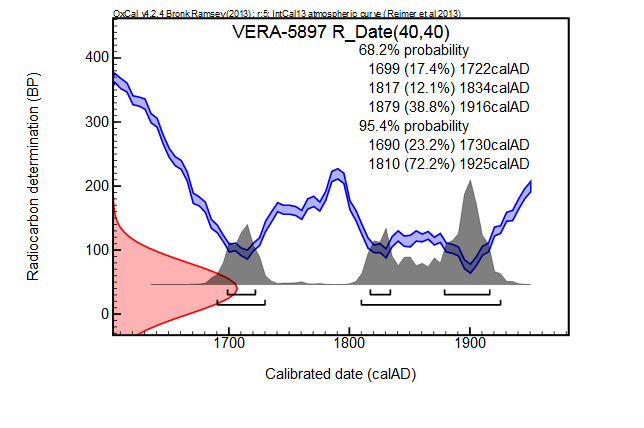 OxCal v4.2.4 Bronk Ramsey (2013); r:5; IntCal13 atmospheric curve (Reimer et al 2013)
VERA-5897 R_Date(40,40)
68.2% probability
1699 (17.4%) 1722calAD
1817 (12.1%) 1834calAD
1879 (38.8%) 1916calAD
95.4% probability
1690 (23.2%) 1730calAD
1810 (72.2%) 1925calAD
Radiocarbon determination (BP)
400
300
200
100
0
1700 1800 1900
Calibrated date (calAD)